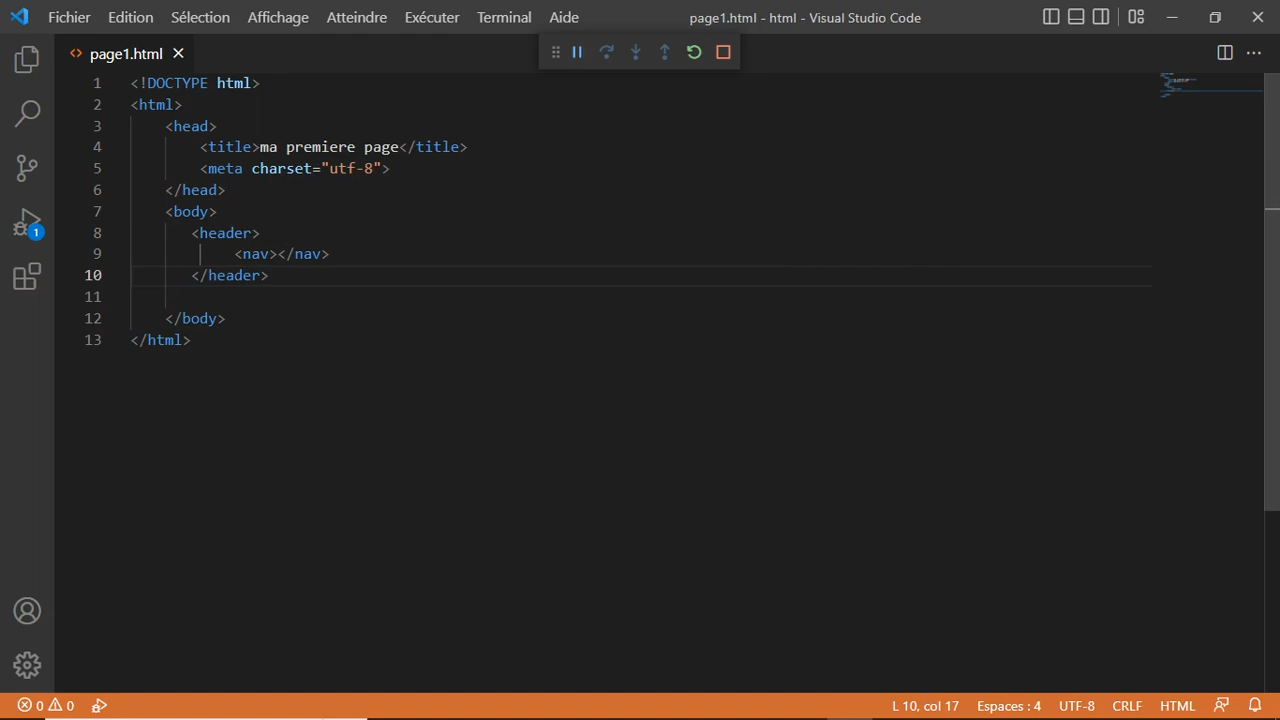 Fichier Edition Sélection Affichage Atteindre Exécuter Terminal Aide page1.html - html - Visual Studio Code
page1.html
1 <!DOCTYPE html>
2 <html>
3 <head>
4 <title>ma premiere page</title>
5 <meta charset="utf-8">
6 </head>
7 <body>
8 <header>
9 <nav></nav>
10 </header>
11
12 </body>
13 </html>
1
0 0 L 10, col 17 Espaces : 4 UTF-8 CRLF HTML